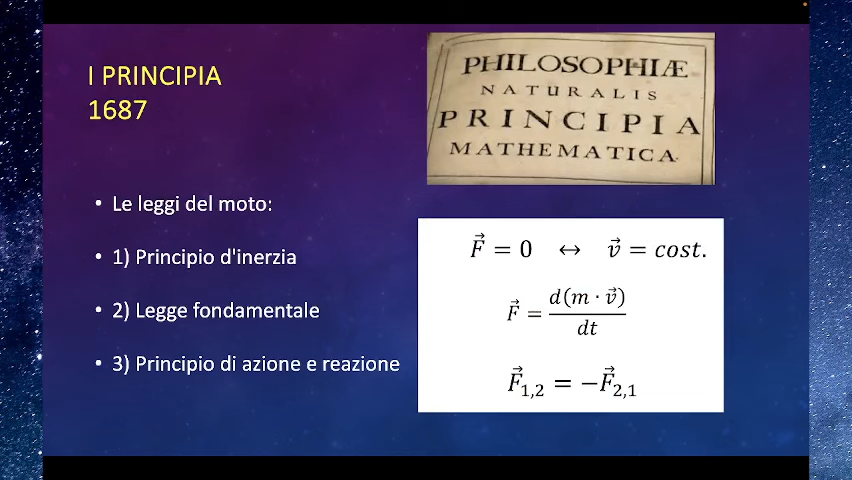 I PRINCIPIA
1687
PHILOSOPHIÆ
NATURALIS
PRINCIPIA
MATHEMATICA.
• Le leggi del moto:
• 1) Principio d'inerzia
• 2) Legge fondamentale
• 3) Principio di azione e reazione
F⃗ = 0 ↔ v⃗ = cost.
F⃗ = d(m · v⃗) / dt
F⃗1,2 = −F⃗2,1